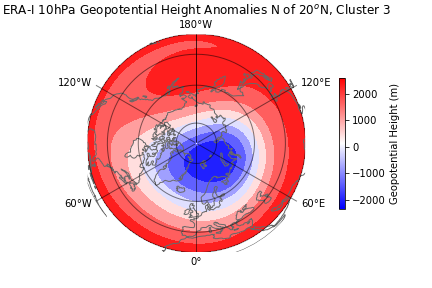 ERA-I 10hPa Geopotential Height Anomalies N of 20°N, Cluster 3
180°W
120°W
120°E
60°W
60°E
0°
2000
1000
0
−1000
−2000
Geopotential Height (m)